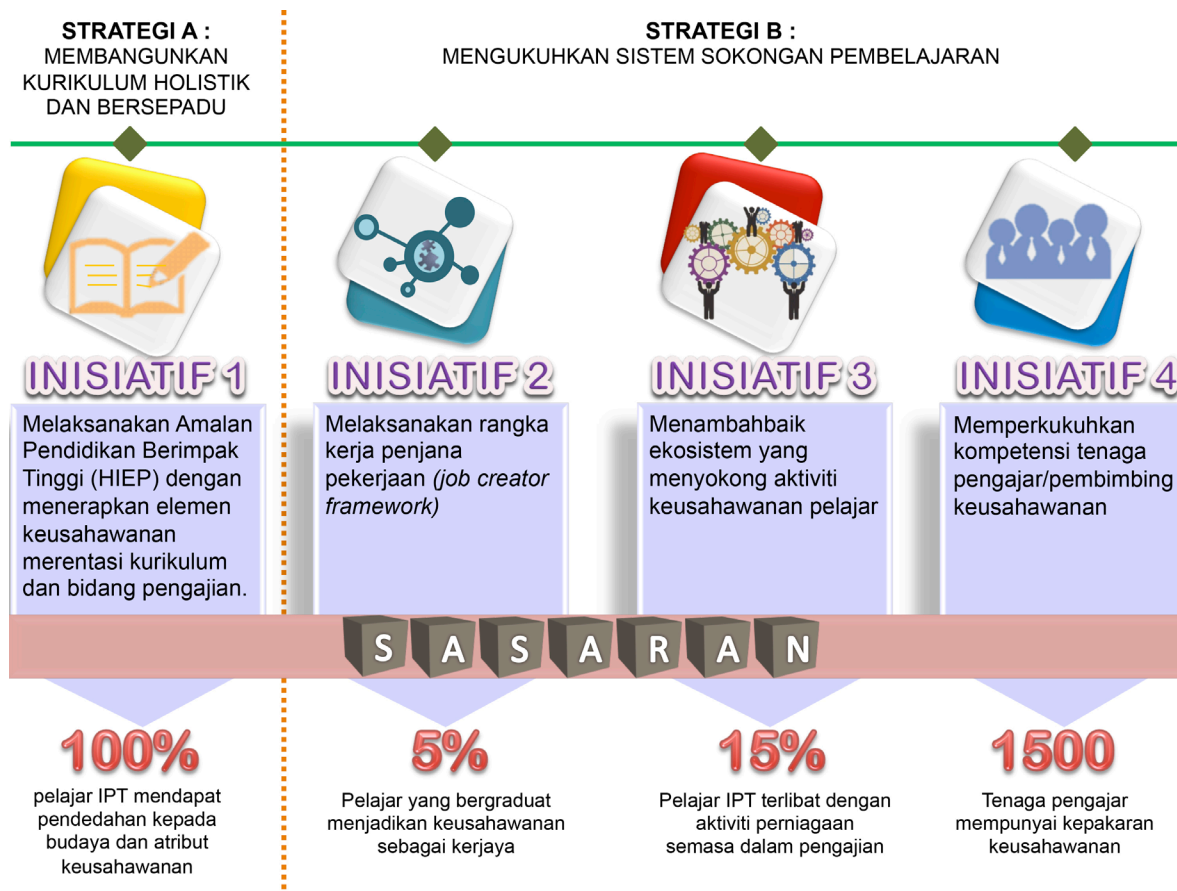 STRATEGI A :
MEMBANGUNKAN
KURIKULUM HOLISTIK
DAN BERSEPADU
STRATEGI B :
MENGUKUHKAN SISTEM SOKONGAN PEMBELAJARAN
INISIATIF 1
Melaksanakan Amalan
Pendidikan Berimpak
Tinggi (HIEP) dengan
menerapkan elemen
keusahawanan
merentasi kurikulum
dan bidang pengajian.
INISIATIF 2
Melaksanakan rangka
kerja penjana
pekerjaan (job creator
framework)
INISIATIF 3
Menambahbaik
ekosistem yang
menyokong aktiviti
keusahawanan pelajar
INISIATIF 4
Memperkukuhkan
kompetensi tenaga
pengajar/pembimbing
keusahawanan
SASARAN
100%
pelajar IPT mendapat
pendedahan kepada
budaya dan atribut
keusahawanan
5%
Pelajar yang bergraduat
menjadikan keusahawanan
sebagai kerjaya
15%
Pelajar IPT terlibat dengan
aktiviti perniagaan
semasa dalam pengajian
1500
Tenaga pengajar
mempunyai kepakaran
keusahawanan